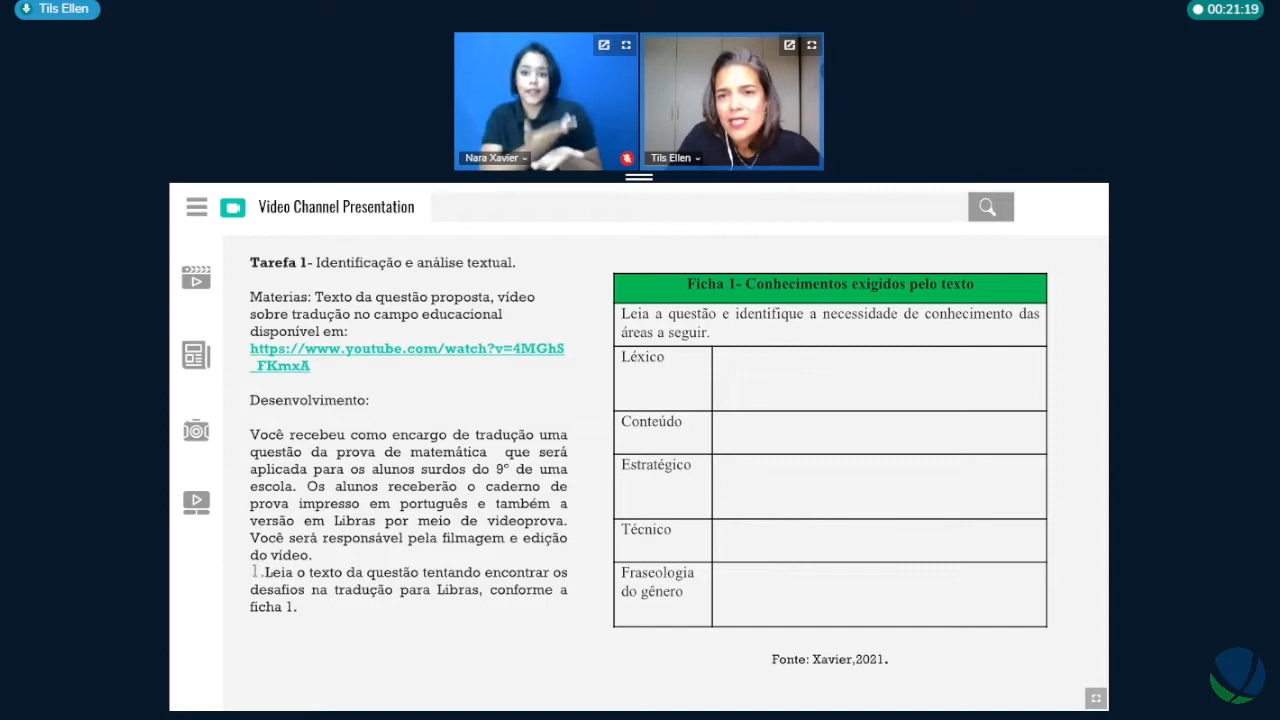 Tils Ellen
00:21:19
Nara Xavier
Tils Ellen
Video Channel Presentation
Tarefa 1- Identificação e análise textual.
Materias: Texto da questão proposta, vídeo
sobre tradução no campo educacional
disponível em:
https://www.youtube.com/watch?v=4MGhS
_FKmxA
Desenvolvimento:
Você recebeu como encargo de tradução uma
questão da prova de matemática que será
aplicada para os alunos surdos do 9º de uma
escola. Os alunos receberão o caderno de
prova impresso em português e também a
versão em Libras por meio de videoprova.
Você será responsável pela filmagem e edição
do vídeo.
1.Leia o texto da questão tentando encontrar os
desafios na tradução para Libras, conforme a
ficha 1.
Ficha 1- Conhecimentos exigidos pelo texto
Leia a questão e identifique a necessidade de conhecimento das
áreas a seguir.
Léxico
Conteúdo
Estratégico
Técnico
Fraseologia
do gênero
Fonte: Xavier,2021.